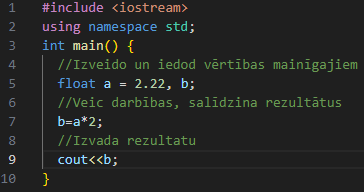 1 #include <iostream>
2 using namespace std;
3 int main() {
4 //Izveido un iedod vērtības mainīgajiem
5 float a = 2.22, b;
6 //Veic darbības, salīdzina rezultātus
7 b=a*2;
8 //Izvada rezultatu
9 cout<<b;
10 }